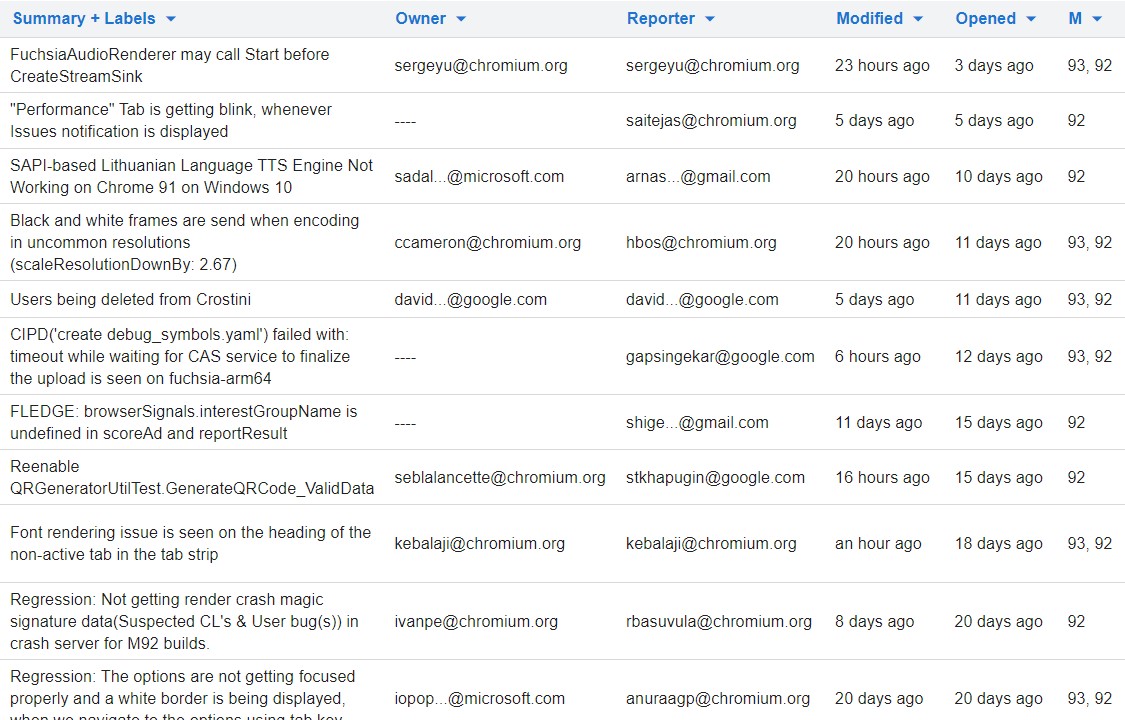 Summary + Labels Owner Reporter Modified Opened M
FuchsiaAudioRenderer may call Start before
CreateStreamSink
sergeyu@chromium.org sergeyu@chromium.org 23 hours ago 3 days ago 93, 92
"Performance" Tab is getting blink, whenever
Issues notification is displayed
---- saitejas@chromium.org 5 days ago 5 days ago 92
SAPI-based Lithuanian Language TTS Engine Not
Working on Chrome 91 on Windows 10
sadal...@microsoft.com arnas...@gmail.com 20 hours ago 10 days ago 92
Black and white frames are send when encoding
in uncommon resolutions
(scaleResolutionDownBy: 2.67)
ccameron@chromium.org hbos@chromium.org 20 hours ago 11 days ago 93, 92
Users being deleted from Crostini david...@google.com david...@google.com 5 days ago 11 days ago 93, 92
CIPD('create debug_symbols.yaml') failed with:
timeout while waiting for CAS service to finalize
the upload is seen on fuchsia-arm64
---- gapsingekar@google.com 6 hours ago 12 days ago 93, 92
FLEDGE: browserSignals.interestGroupName is
undefined in scoreAd and reportResult
---- shige...@gmail.com 11 days ago 15 days ago 92
Reenable
QRGeneratorUtilTest.GenerateQRCode_ValidData
seblalancette@chromium.org stkhapugin@google.com 16 hours ago 15 days ago 92
Font rendering issue is seen on the heading of the
non-active tab in the tab strip
kebalaji@chromium.org kebalaji@chromium.org an hour ago 18 days ago 93, 92
Regression: Not getting render crash magic
signature data(Suspected CL's & User bug(s)) in
crash server for M92 builds.
ivanpe@chromium.org rbasuvula@chromium.org 8 days ago 20 days ago 92
Regression: The options are not getting focused
properly and a white border is being displayed,
when we navigate to the options using tab key
iopop...@microsoft.com anuraagp@chromium.org 20 days ago 20 days ago 93, 92